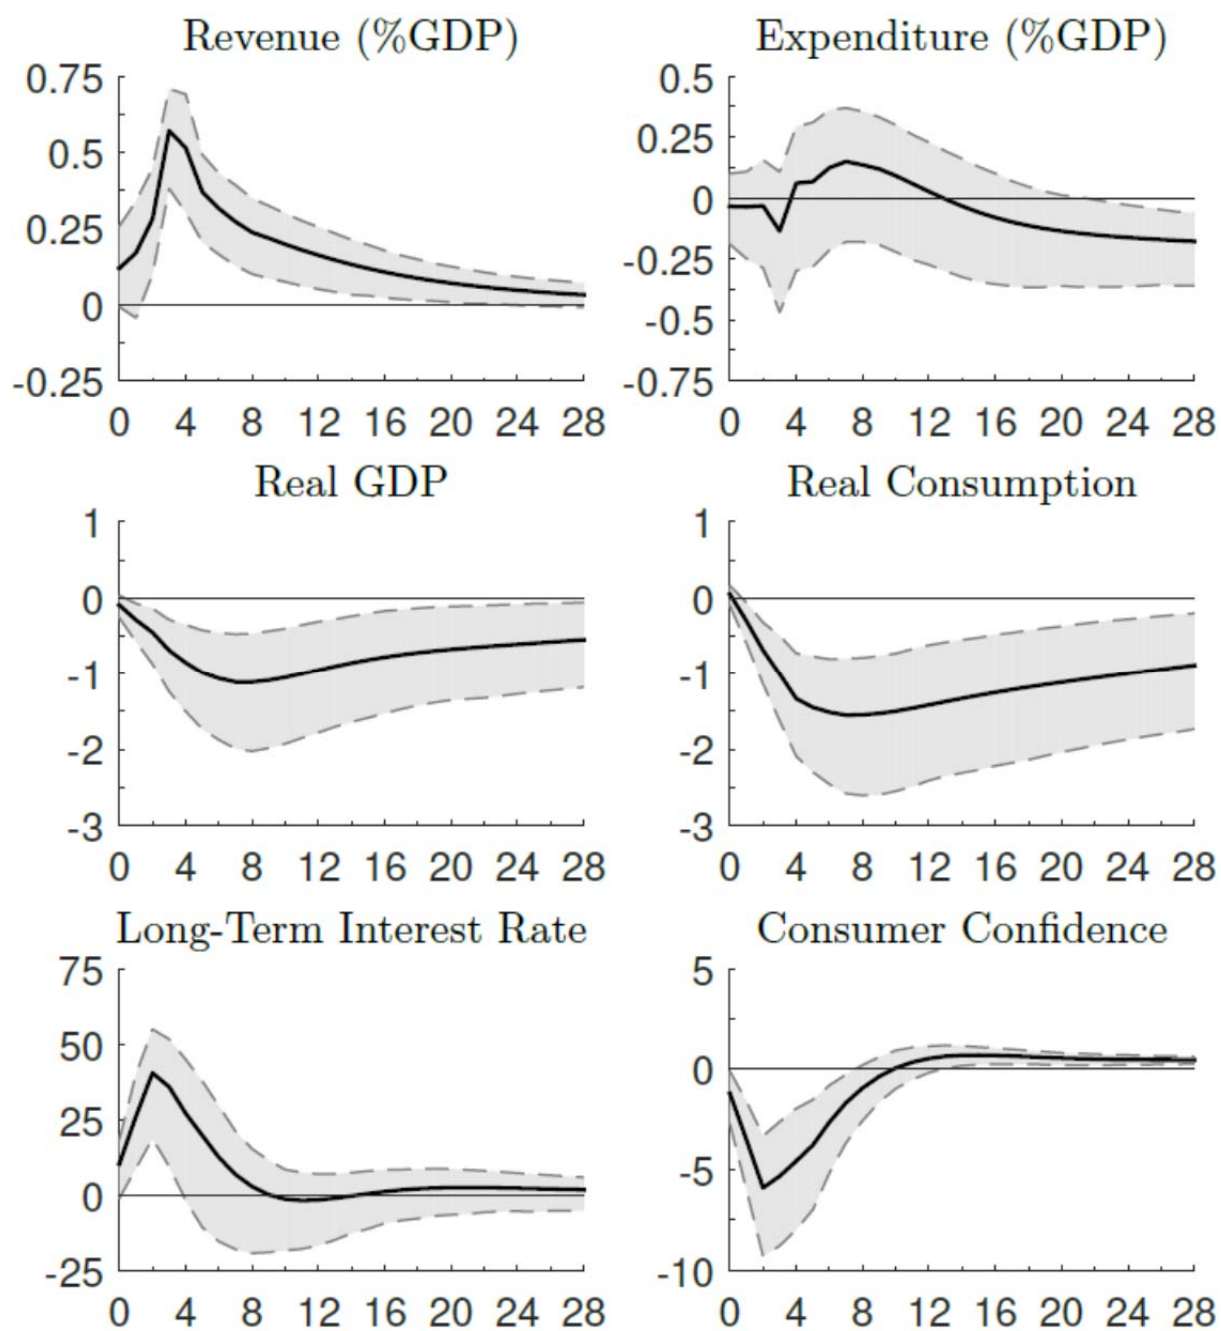 Revenue (%GDP)
0.75
0.5
0.25
0
-0.25
0 4 8 12 16 20 24 28
Expenditure (%GDP)
0.5
0.25
0
-0.25
-0.5
-0.75
0 4 8 12 16 20 24 28
Real GDP
1
0
-1
-2
-3
0 4 8 12 16 20 24 28
Real Consumption
1
0
-1
-2
-3
0 4 8 12 16 20 24 28
Long-Term Interest Rate
75
50
25
0
-25
0 4 8 12 16 20 24 28
Consumer Confidence
5
0
-5
-10
0 4 8 12 16 20 24 28